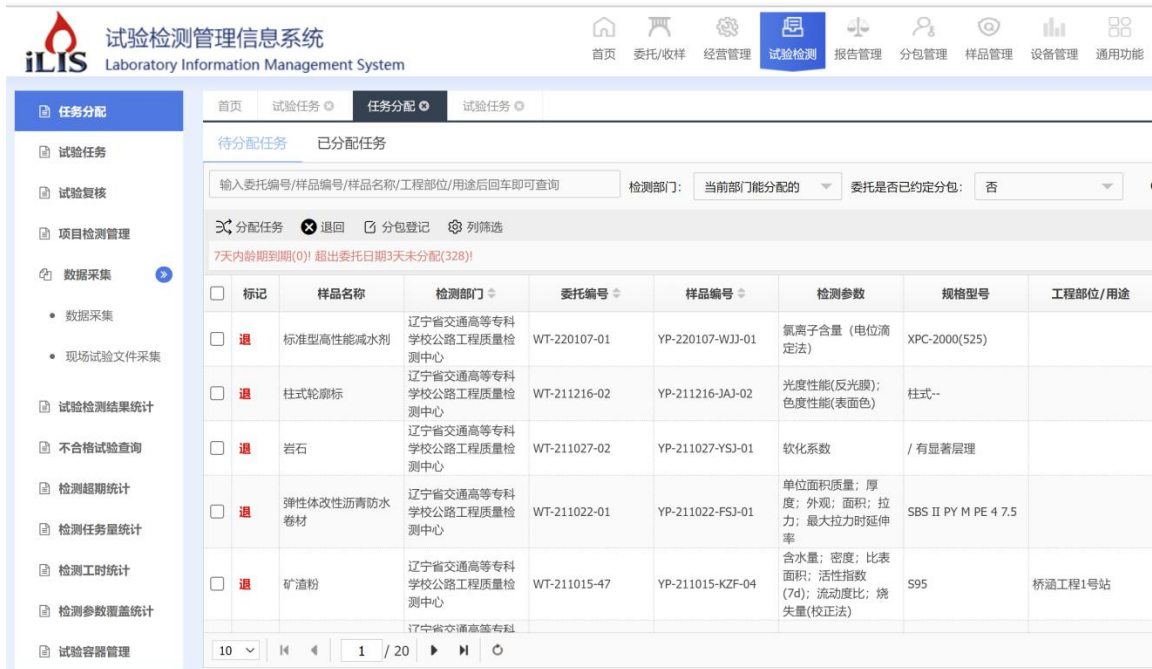 iLIS
试验检测管理信息系统
Laboratory Information Management System
首页 委托/收样 经营管理 试验检测 报告管理 分包管理 样品管理 设备管理 通用功能
任务分配
试验任务
试验复核
项目检测管理
数据采集
数据采集
现场试验文件采集
试验检测结果统计
不合格试验查询
检测超期统计
检测任务量统计
检测工时统计
检测参数覆盖统计
试验容器管理
首页 试验任务 任务分配 试验任务
待分配任务 已分配任务
输入委托编号/样品编号/样品名称/工程部位/用途后回车即可查询 检测部门: 当前部门能分配的 委托是否已约定分包: 否
分配任务 退回 分包登记 列筛选
7天内龄期到期(0)! 超出委托日期3天未分配(328)!
标记 样品名称 检测部门 委托编号 样品编号 检测参数 规格型号 工程部位/用途
退 标准型高性能减水剂
辽宁省交通高等专科
学校公路工程质量检
测中心
WT-220107-01 YP-220107-WJJ-01
氯离子含量（电位滴
定法）
XPC-2000(525)
退 柱式轮廓标
辽宁省交通高等专科
学校公路工程质量检
测中心
WT-211216-02 YP-211216-JAJ-02
光度性能(反光膜);
色度性能(表面色)
柱式--
退 岩石
辽宁省交通高等专科
学校公路工程质量检
测中心
WT-211027-02 YP-211027-YSJ-01 软化系数 / 有显著层理
退
弹性体改性沥青防水
卷材
辽宁省交通高等专科
学校公路工程质量检
测中心
WT-211022-01 YP-211022-FSJ-01
单位面积质量；厚
度；外观；面积；拉
力；最大拉力时延伸
率
SBS II PY M PE 4 7.5
退 矿渣粉
辽宁省交通高等专科
学校公路工程质量检
测中心
WT-211015-47 YP-211015-KZF-04
含水量；密度；比表
面积；活性指数
(7d)；流动度比；烧
失量(校正法)
S95 桥涵工程1号站
辽宁省交通高等专科
10 1 / 20